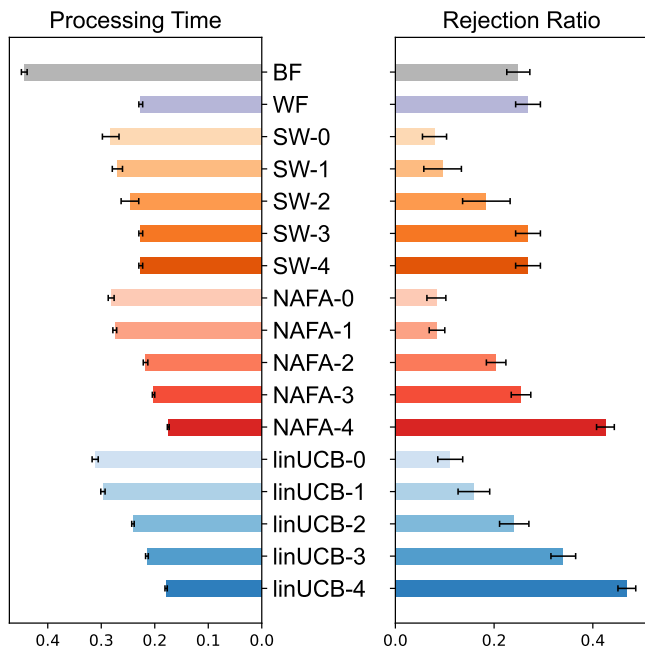 Processing Time Rejection Ratio
BF
WF
SW-0
SW-1
SW-2
SW-3
SW-4
NAFA-0
NAFA-1
NAFA-2
NAFA-3
NAFA-4
linUCB-0
linUCB-1
linUCB-2
linUCB-3
linUCB-4
0.4 0.3 0.2 0.1 0.0 0.0 0.2 0.4